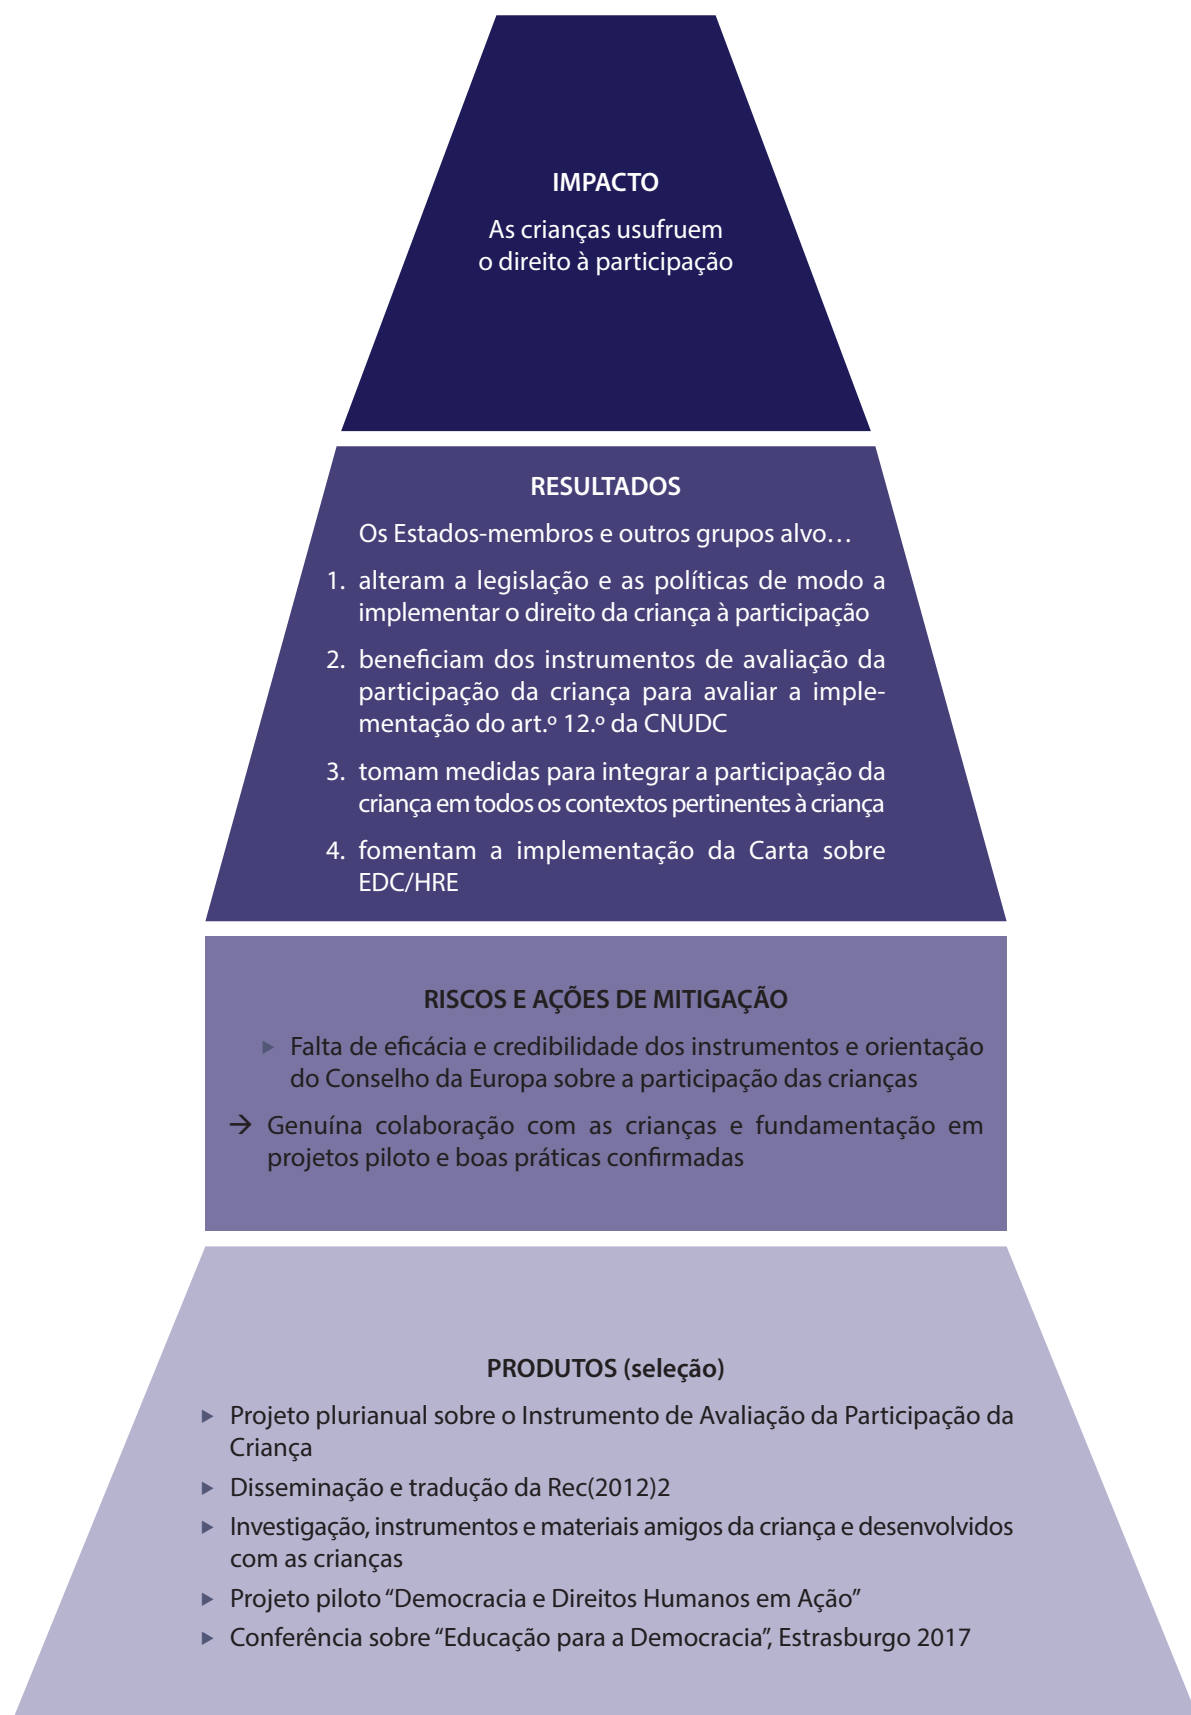 IMPACTO
As crianças usufruem
o direito à participação
RESULTADOS
Os Estados-membros e outros grupos alvo…
1. alteram a legislação e as políticas de modo a
implementar o direito da criança à participação
2. beneficiam dos instrumentos de avaliação da
participação da criança para avaliar a imple-
mentação do art.º 12.º da CNUDC
3. tomam medidas para integrar a participação da
criança em todos os contextos pertinentes à criança
4. fomentam a implementação da Carta sobre
EDC/HRE
RISCOS E AÇÕES DE MITIGAÇÃO
▶ Falta de eficácia e credibilidade dos instrumentos e orientação
do Conselho da Europa sobre a participação das crianças
→ Genuína colaboração com as crianças e fundamentação em
projetos piloto e boas práticas confirmadas
PRODUTOS (seleção)
▶ Projeto plurianual sobre o Instrumento de Avaliação da Participação da
Criança
▶ Disseminação e tradução da Rec(2012)2
▶ Investigação, instrumentos e materiais amigos da criança e desenvolvidos
com as crianças
▶ Projeto piloto “Democracia e Direitos Humanos em Ação”
▶ Conferência sobre “Educação para a Democracia”, Estrasburgo 2017